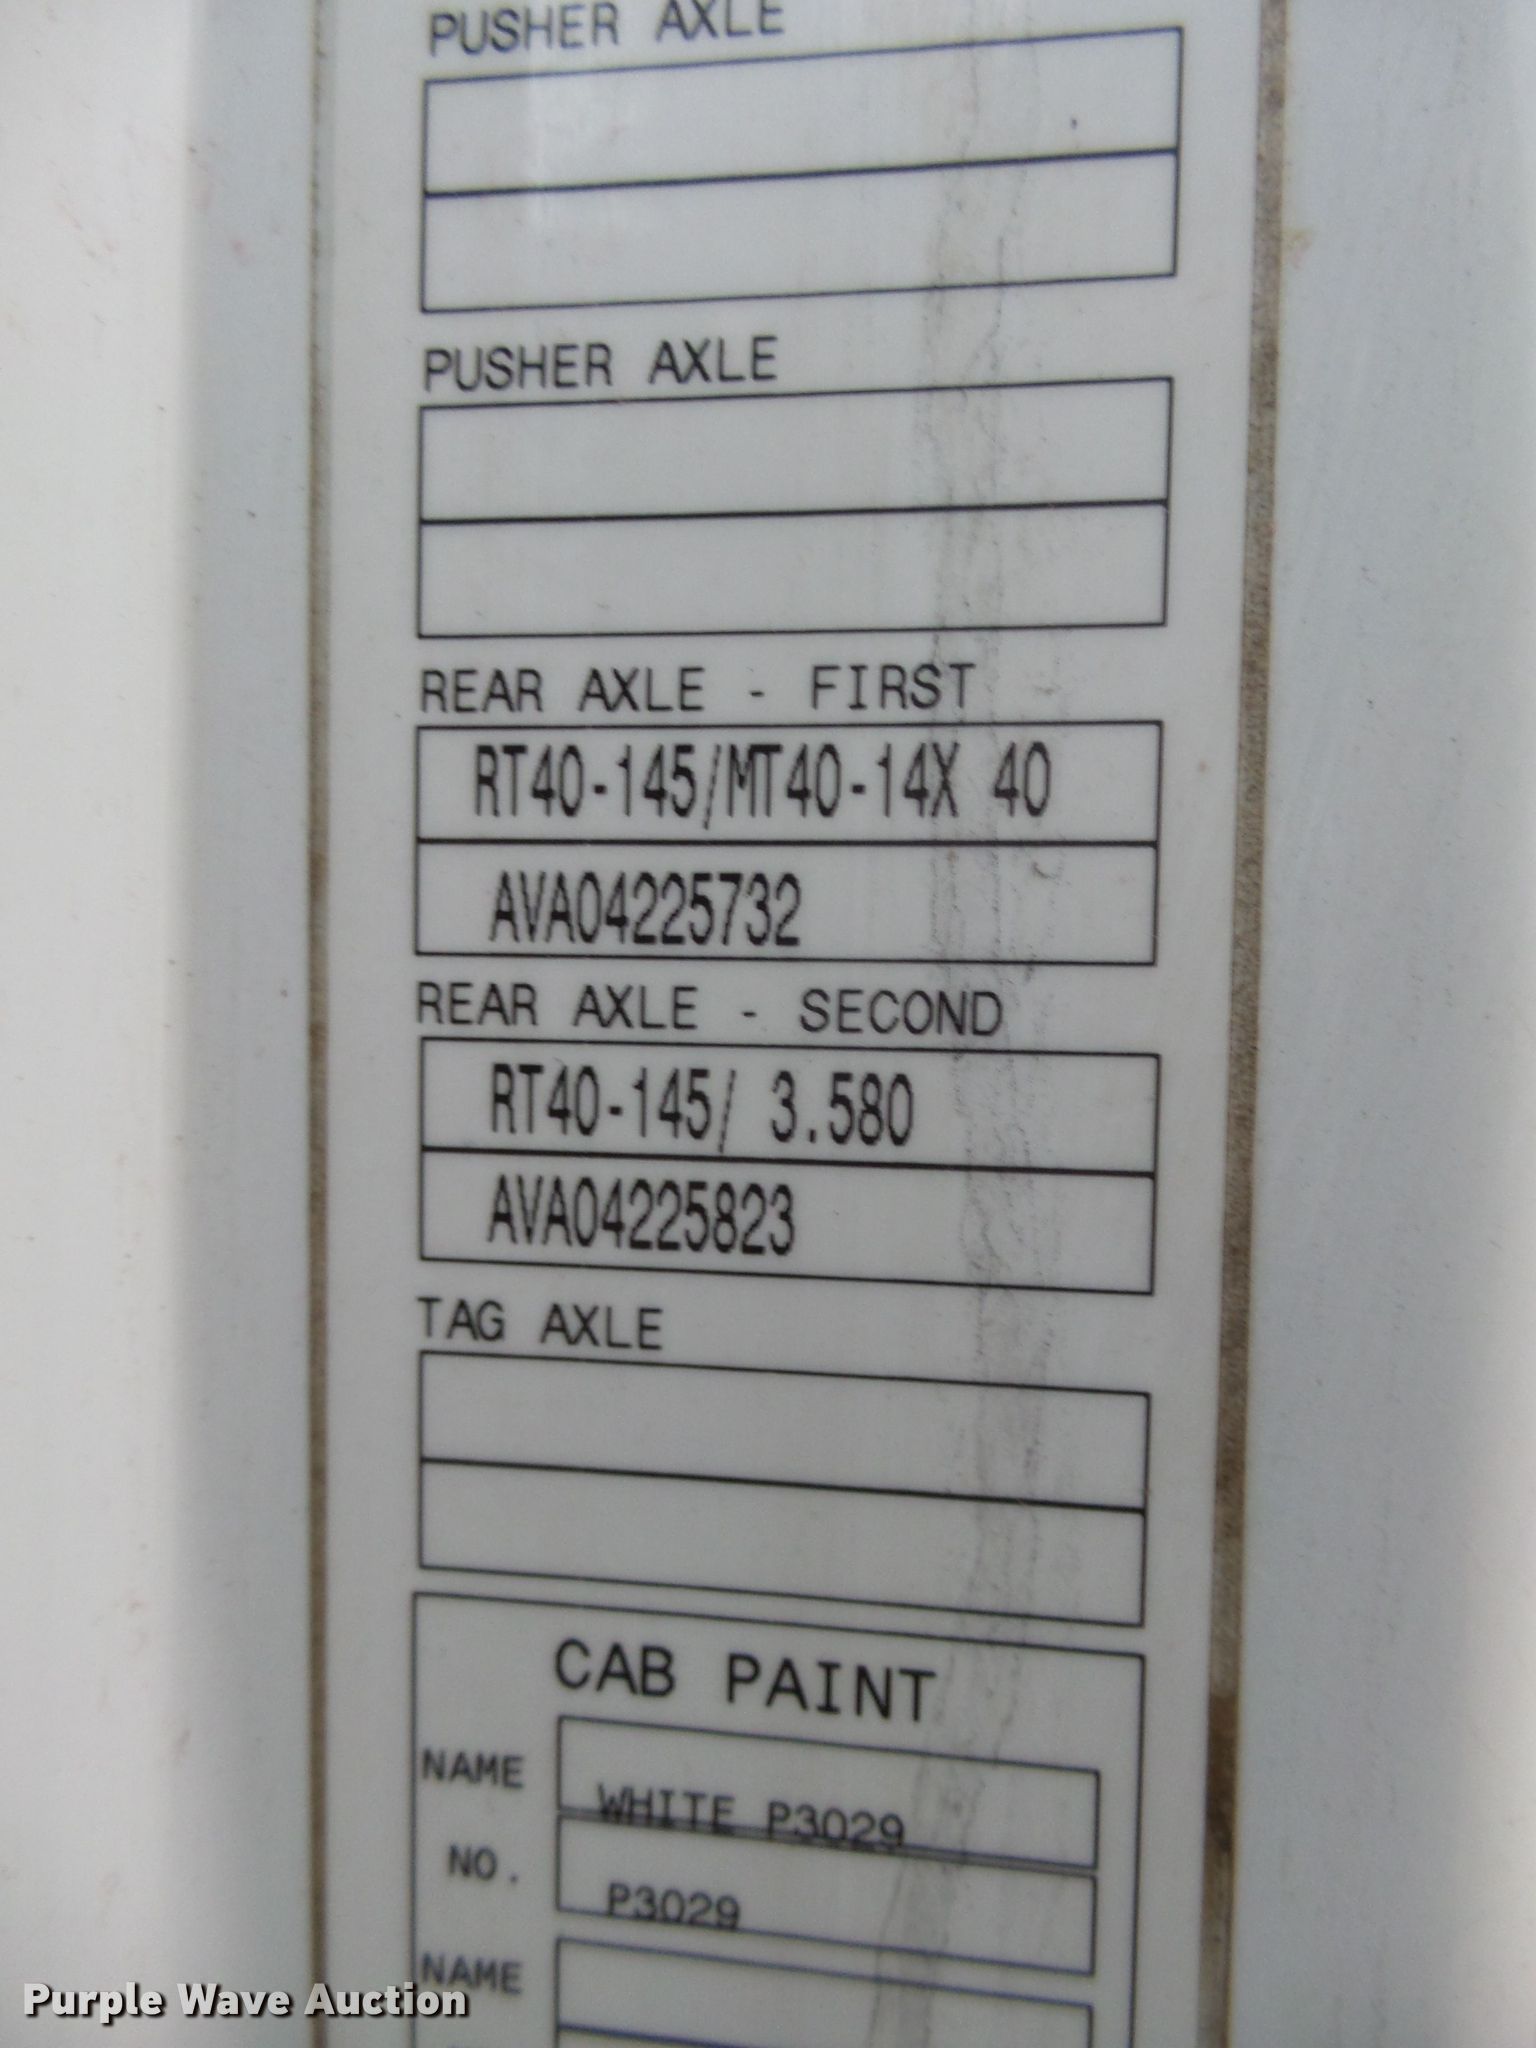 PUSHER AXLE
PUSHER AXLE
REAR AXLE - FIRST
RT40-145/MT40-14X 40
AVA04225732
REAR AXLE - SECOND
RT40-145/ 3.580
AVA04225823
TAG AXLE
CAB PAINT
NAME WHITE P3029
NO. P3029
NAME
Purple Wave Auction